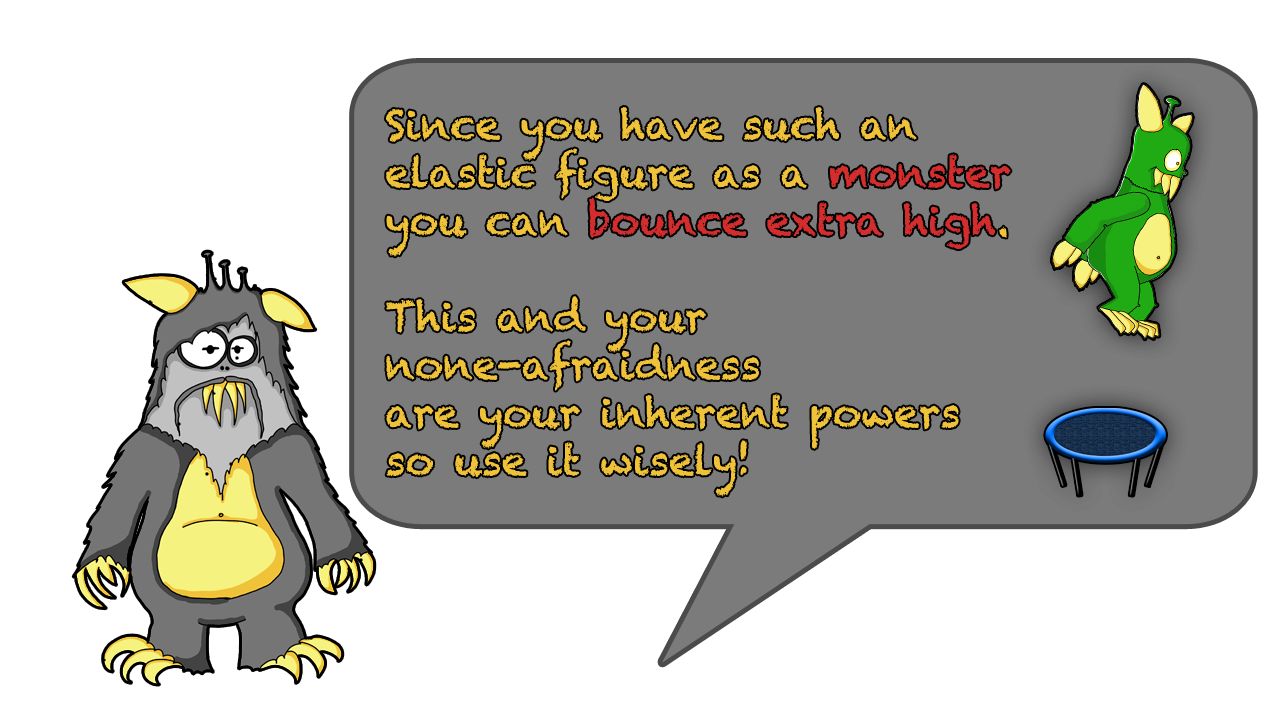 Since you have such an
elastic figure as a monster
you can bounce extra high.
This and your
none-afraidness
are your inherent powers
so use it wisely!